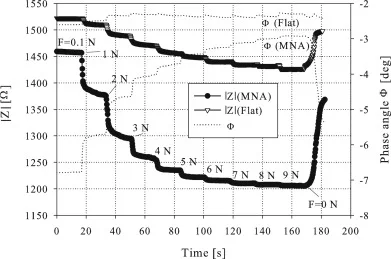 1550
1500
1450
1400
1350
1300
1250
1200
1150
|Z| [Ω]
0
20
40
60
80
100
120
140
160
180
200
Time [s]
-2
-3
-4
-5
-6
-7
-8
Phase angle Φ [deg]
Φ (Flat)
Φ (MNA)
F=0.1 N
1 N
2 N
3 N
4 N
5 N
6 N
7 N
8 N
9 N
F=0 N
|Z|(MNA)
|Z|(Flat)
Φ